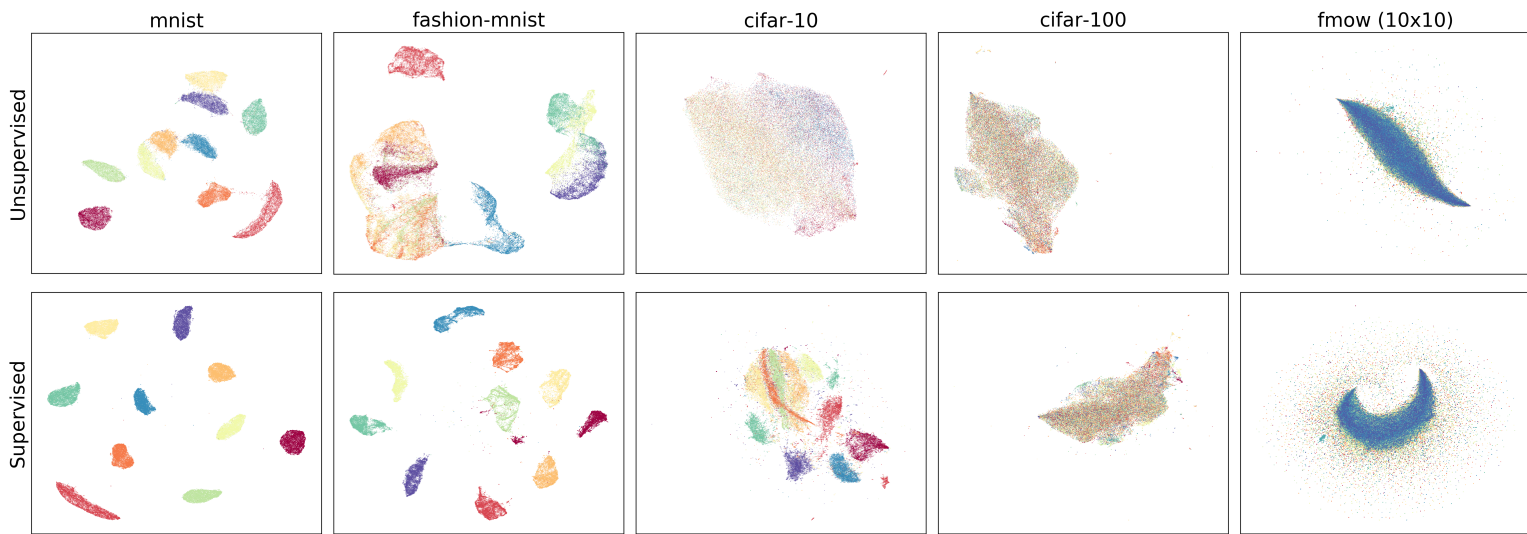 mnist
fashion-mnist
cifar-10
cifar-100
fmow (10x10)
Unsupervised
Supervised